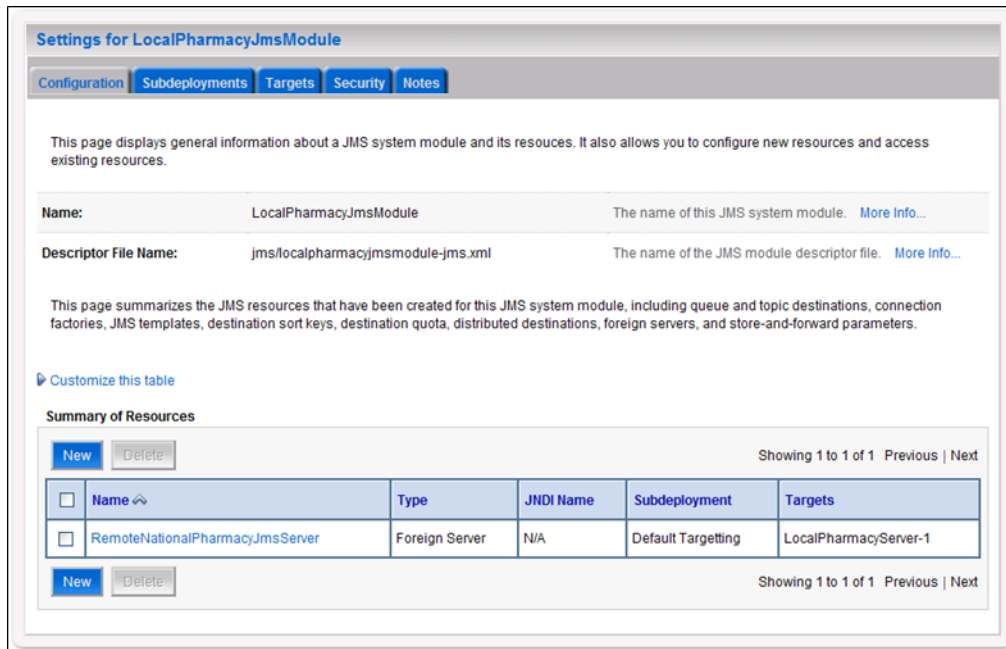 Settings for LocalPharmacyJmsModule
Configuration Subdeployments Targets Security Notes
This page displays general information about a JMS system module and its resouces. It also allows you to configure new resources and access
existing resources.
Name: LocalPharmacyJmsModule The name of this JMS system module. More Info...
Descriptor File Name: jms/localpharmacyjmsmodule-jms.xml The name of the JMS module descriptor file. More Info...
This page summarizes the JMS resources that have been created for this JMS system module, including queue and topic destinations, connection
factories, JMS templates, destination sort keys, destination quota, distributed destinations, foreign servers, and store-and-forward parameters.
Customize this table
Summary of Resources
New Delete Showing 1 to 1 of 1 Previous | Next
Name Type JNDI Name Subdeployment Targets
RemoteNationalPharmacyJmsServer Foreign Server N/A Default Targetting LocalPharmacyServer-1
New Delete Showing 1 to 1 of 1 Previous | Next